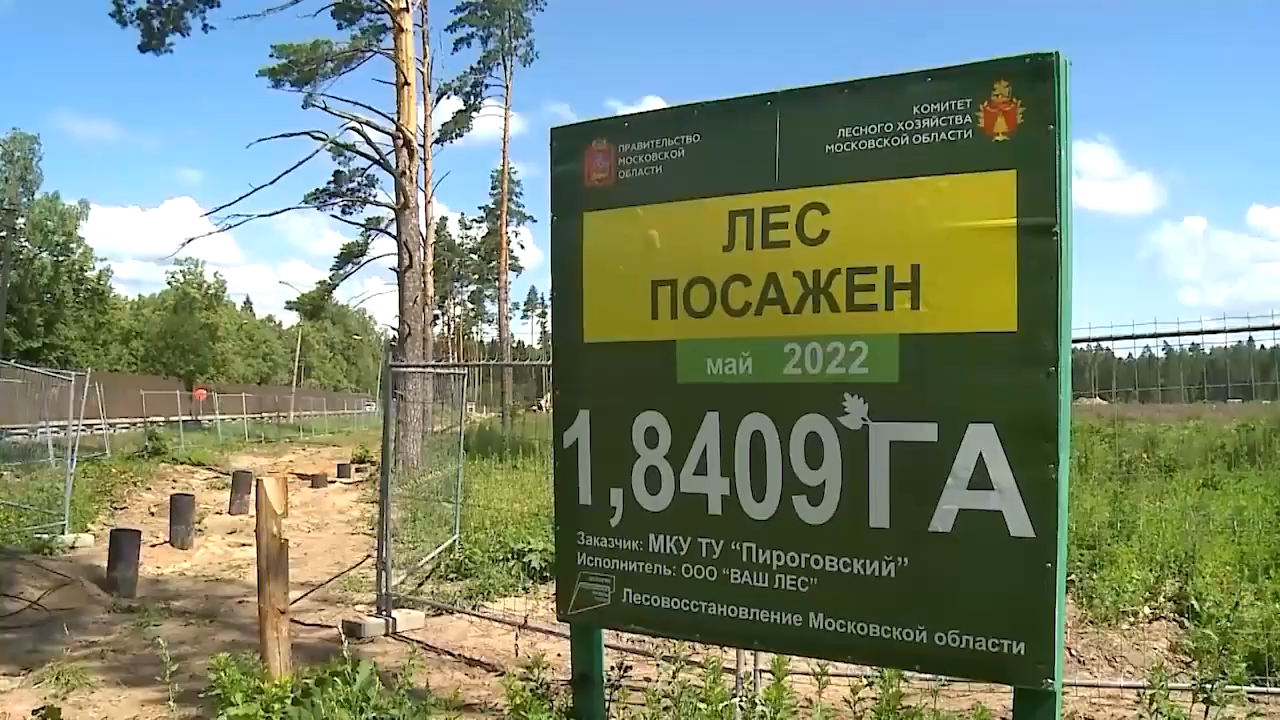 ПРАВИТЕЛЬСТВО
МОСКОВСКОЙ
ОБЛАСТИ
КОМИТЕТ
ЛЕСНОГО ХОЗЯЙСТВА
МОСКОВСКОЙ ОБЛАСТИ
ЛЕС
ПОСАЖЕН
май 2022
1,8409 ГА
Заказчик: МКУ ТУ “Пироговский”
Исполнитель: ООО “ВАШ ЛЕС”
Лесовосстановление Московской области